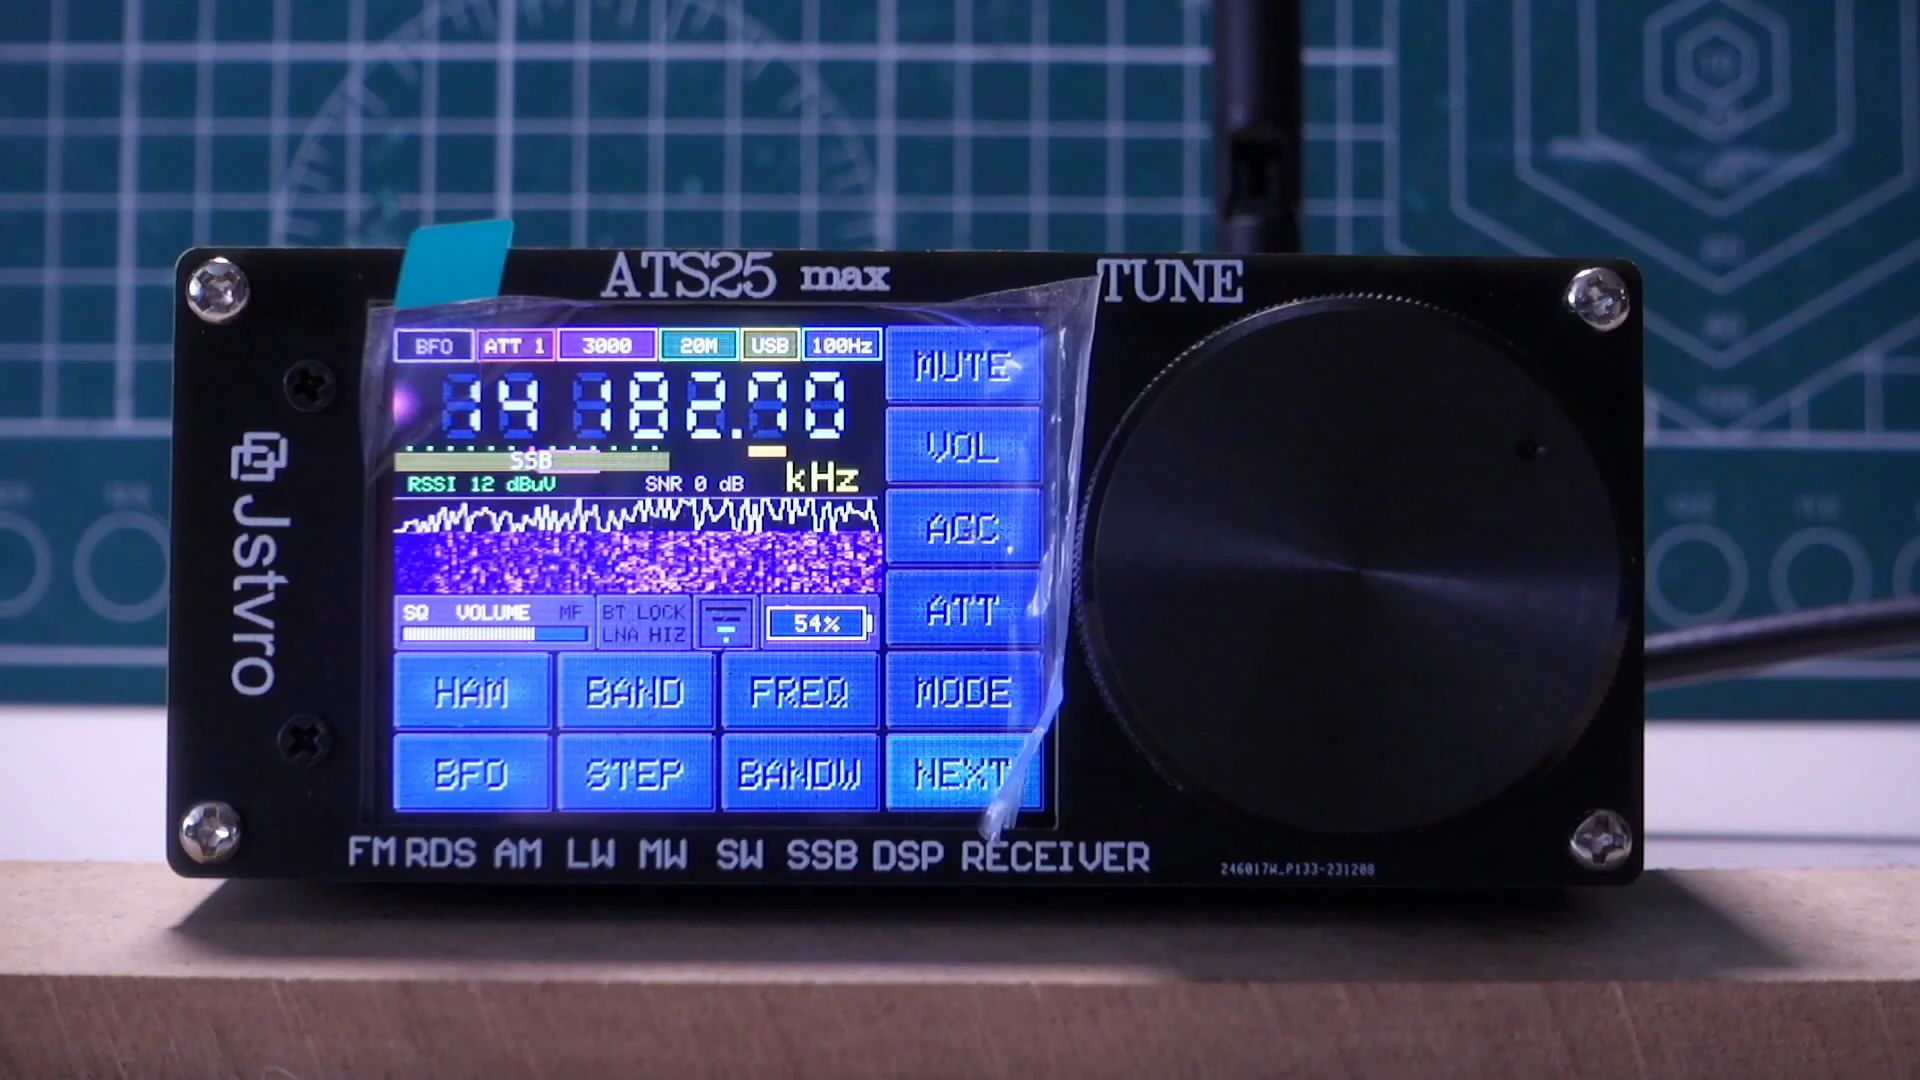 ATS25 max
TUNE
Jstvro
BFO ATT 1 3000 20M USB 100Hz
14 182.70
SSB
kHz
RSSI 12 dBuV SNR 0 dB
SQ VOLUME MF BT LOCK
LNA HIZ
54%
MUTE
VOL
AGC
ATT
HAM BAND FREQ MODE
BFO STEP BANDW NEXT
FM RDS AM LW MW SW SSB DSP RECEIVER
246017W_P133-231208